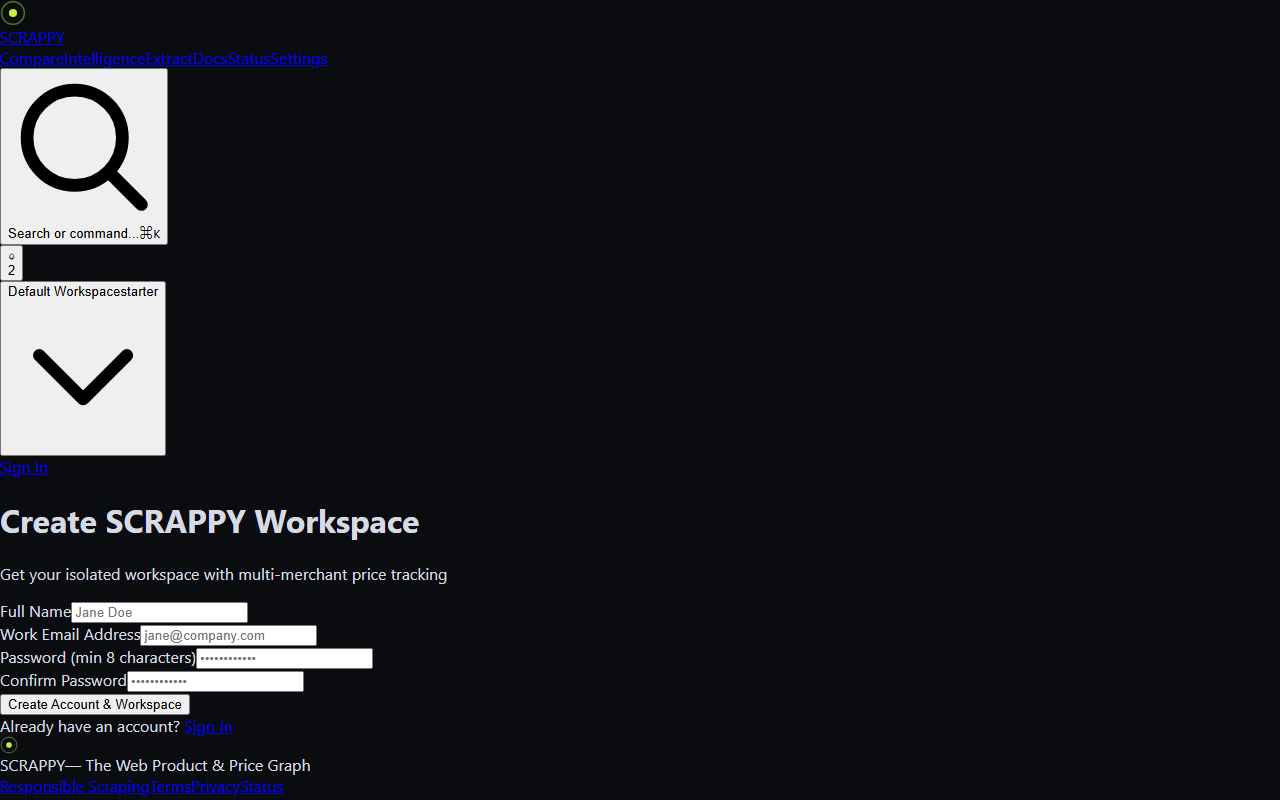 SCRAPPY
CompareIntelligenceExtractDocsStatusSettings
Search or command...⌘K
2
Default Workspacestarter
Sign In
Create SCRAPPY Workspace
Get your isolated workspace with multi-merchant price tracking
Full Name Jane Doe
Work Email Address jane@company.com
Password (min 8 characters) ••••••••••••
Confirm Password ••••••••••••
Create Account & Workspace
Already have an account? Sign In
SCRAPPY— The Web Product & Price Graph
Responsible ScrapingTermsPrivacyStatus